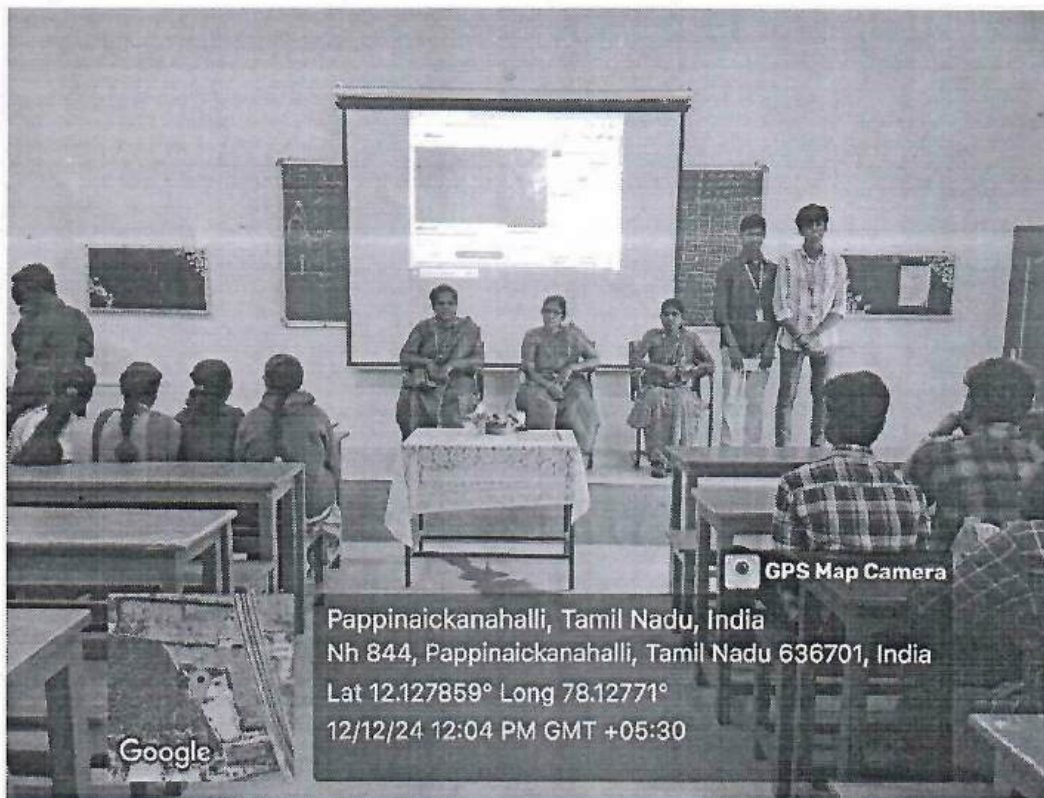 GPS Map Camera
Pappinaickanahalli, Tamil Nadu, India
Nh 844, Pappinaickanahalli, Tamil Nadu 636701, India
Lat 12.127859° Long 78.12771°
12/12/24 12:04 PM GMT +05:30
Google